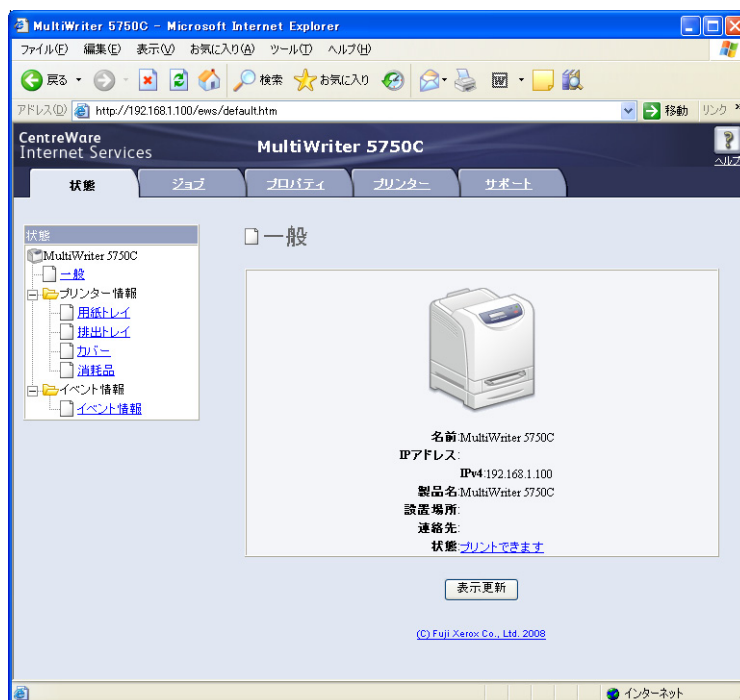 MultiWriter 5750C - Microsoft Internet Explorer
ファイル(F) 編集(E) 表示(V) お気に入り(A) ツール(T) ヘルプ(H)
戻る 検索 お気に入り
アドレス(D) http://192.168.1.100/ews/default.htm 移動 リンク »
CentreWare
Internet Services
MultiWriter 5750C
ヘルプ
状態 ジョブ プロパティ プリンター サポート
状態
MultiWriter 5750C
一般
プリンター情報
用紙トレイ
排出トレイ
カバー
消耗品
イベント情報
イベント情報
一般
名前:MultiWriter 5750C
IPアドレス:
IPv4:192.168.1.100
製品名:MultiWriter 5750C
設置場所:
連絡先:
状態:プリントできます
表示更新
(C) Fuji Xerox Co., Ltd. 2008
インターネット